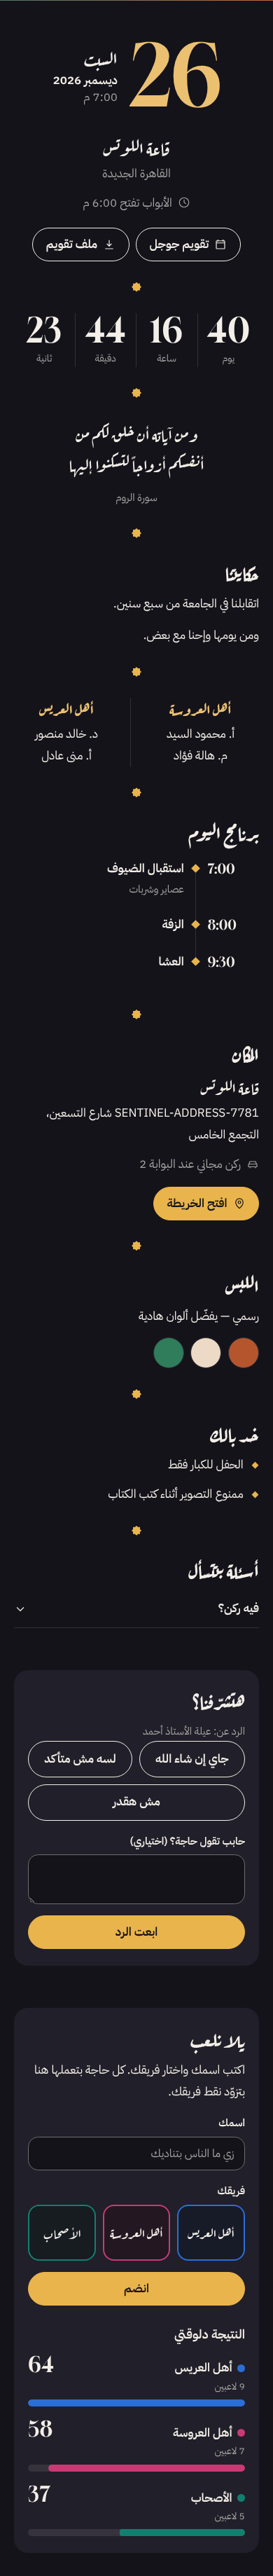 26
السبت
ديسمبر 2026
7:00 م
قاعة اللوتس
القاهرة الجديدة
الأبواب تفتح 6:00 م
تقويم جوجل
ملف تقويم
40 16 44 23
يوم ساعة دقيقة ثانية
ومن آياته أن خلق لكم من
أنفسكم أزواجاً لتسكنوا إليها
سورة الروم
حكايتنا
اتقابلنا في الجامعة من سبع سنين.
ومن يومها وإحنا مع بعض.
أهل العروسة
أ. محمود السيد
م. هالة فؤاد
أهل العريس
د. خالد منصور
أ. منى عادل
برنامج اليوم
7:00 استقبال الضيوف
عصاير وشربات
8:00 الزفة
9:30 العشا
المكان
قاعة اللوتس
SENTINEL-ADDRESS-7781 شارع التسعين،
التجمع الخامس
ركن مجاني عند البوابة 2
افتح الخريطة
اللبس
رسمي — يفضّل ألوان هادية
خد بالك
الحفل للكبار فقط
ممنوع التصوير أثناء كتب الكتاب
أسئلة بتتسأل
فيه ركن؟
هتشرّفنا؟
الرد عن: عيلة الأستاذ أحمد
جاي إن شاء الله
لسه مش متأكد
مش هقدر
حابب تقول حاجة؟ (اختياري)
ابعت الرد
يلا نلعب
اكتب اسمك واختار فريقك. كل حاجة بتعملها هنا
بتزوّد نقط فريقك.
اسمك
زي ما الناس بتناديك
فريقك
أهل العريس
أهل العروسة
الأصحاب
انضم
النتيجة دلوقتي
أهل العريس 64
9 لاعبين
أهل العروسة 58
7 لاعبين
الأصحاب 37
5 لاعبين